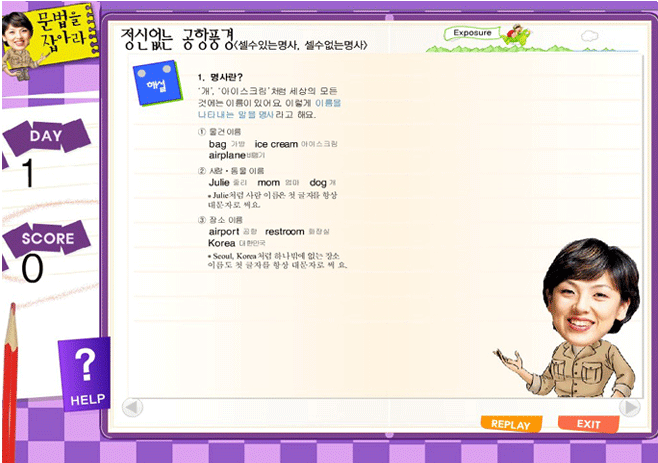 문법을
잡아라
정신없는 공항풍경<셀수있는명사, 셀수없는명사>
Exposure
해설
1. 명사란?
'개', '아이스크림'처럼 세상의 모든
것에는 이름이 있어요. 이렇게 이름을
나타내는 말을 명사라고 해요.
① 물건 이름
bag 가방 ice cream 아이스크림
airplane 비행기
② 사람·동물 이름
Julie 줄리 mom 엄마 dog 개
• Julie처럼 사람 이름은 첫 글자를 항상
대문자로 써요.
③ 장소 이름
airport 공항 restroom 화장실
Korea 대한민국
• Seoul, Korea처럼 하나밖에 없는 장소
이름도 첫 글자를 항상 대문자로 써 요.
DAY
1
SCORE
0
?
HELP
REPLAY
EXIT